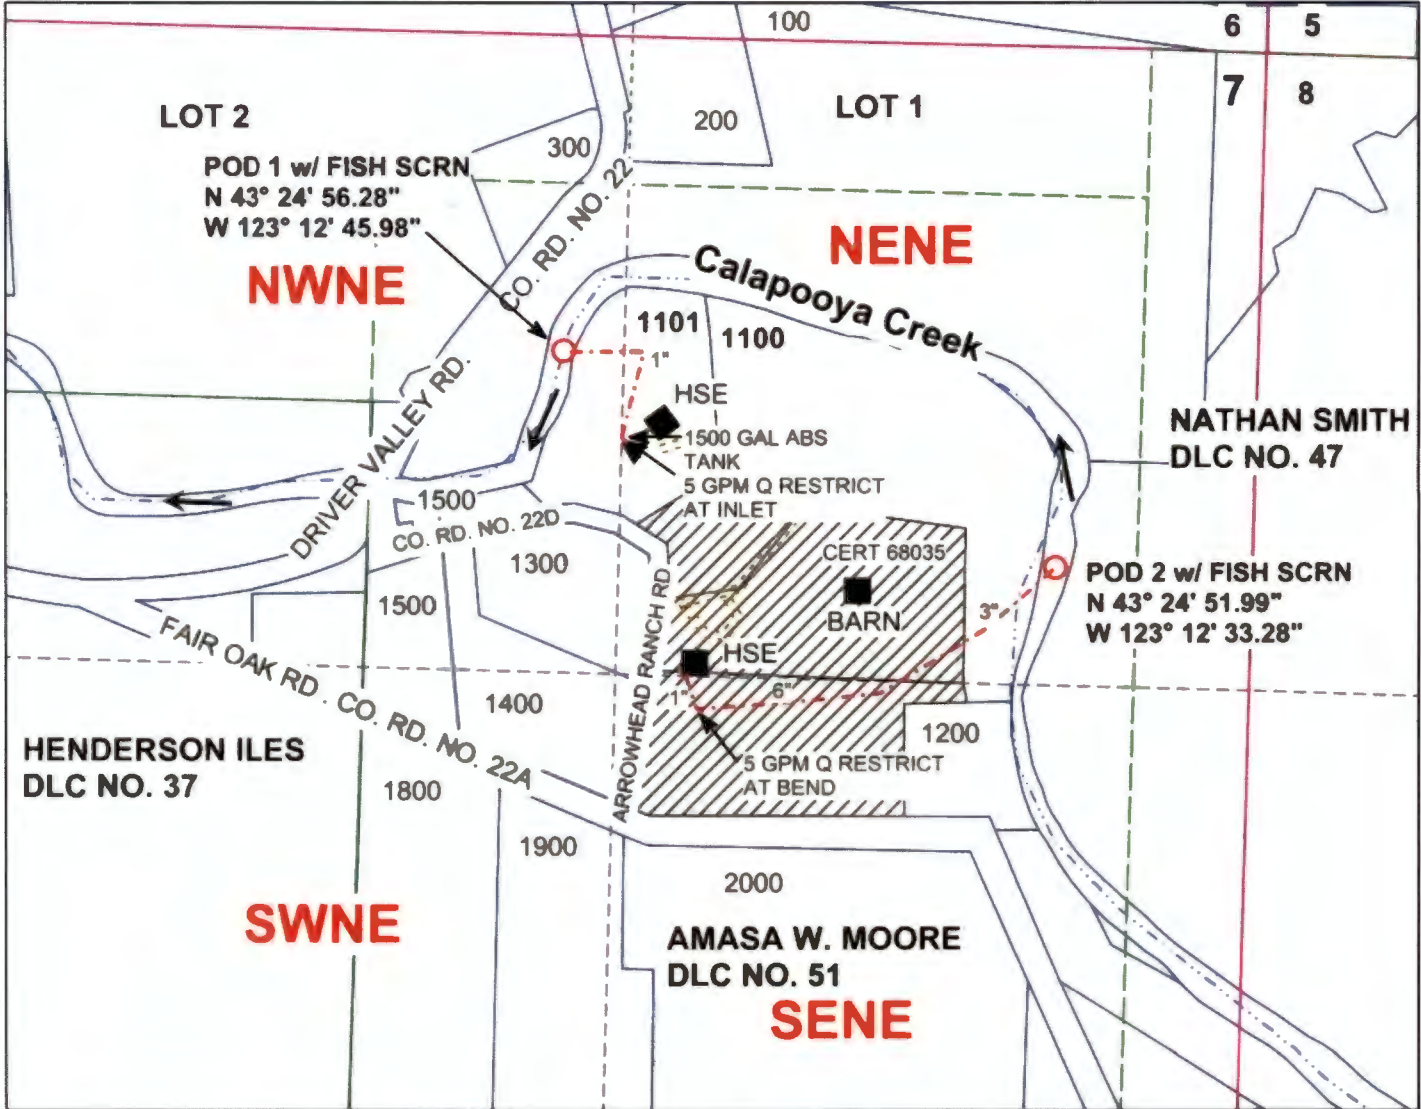 100
6
5
7
8
LOT 2
LOT 1
200
300
POD 1 w/ FISH SCRN
N 43° 24' 56.28"
W 123° 12' 45.98"
CO. RD. NO. 22
NWNE
NENE
Calapooya Creek
1101
1100
1"
HSE
1500 GAL ABS
TANK
5 GPM Q RESTRICT
AT INLET
NATHAN SMITH
DLC NO. 47
DRIVER VALLEY RD.
1500
CO. RD. NO. 22D
1300
1500
CERT 68035
BARN
POD 2 w/ FISH SCRN
N 43° 24' 51.99"
W 123° 12' 33.28"
3"
FAIR OAK RD. CO. RD. NO. 22A
ARROWHEAD RANCH RD
HSE
1"
6"
1400
1200
5 GPM Q RESTRICT
AT BEND
HENDERSON ILES
DLC NO. 37
1800
1900
2000
SWNE
AMASA W. MOORE
DLC NO. 51
SENE